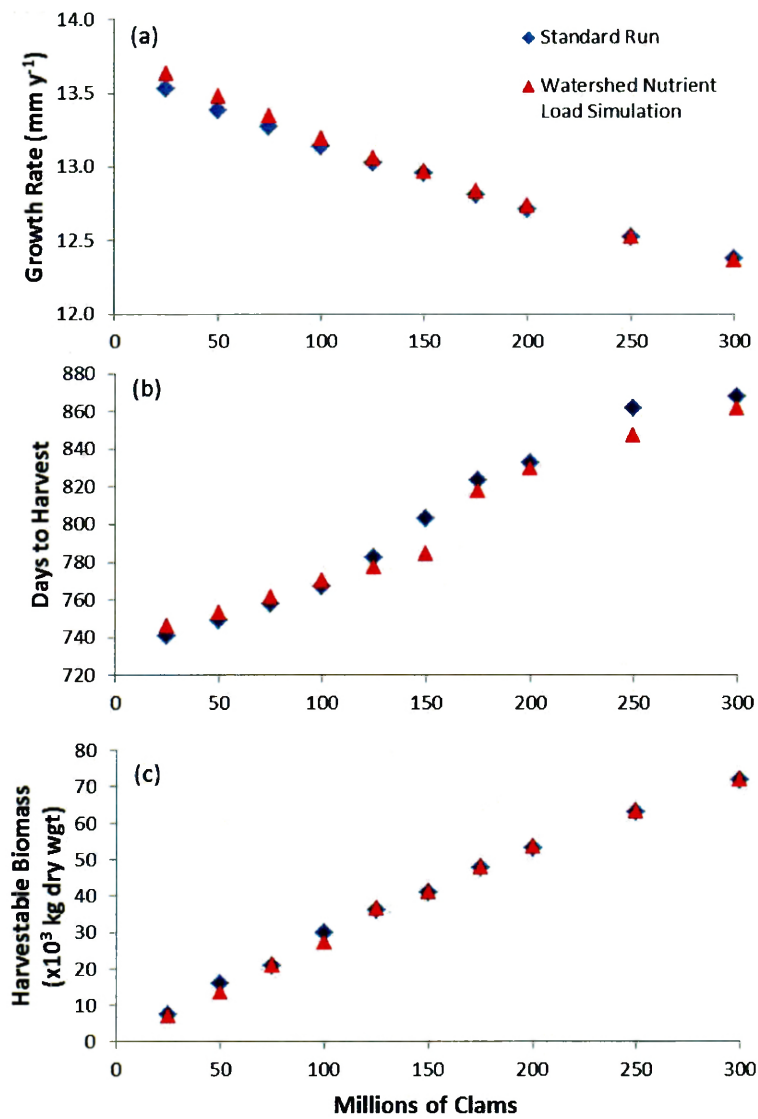 (a)
Standard Run
Watershed Nutrient
Load Simulation
Growth Rate (mm y-1)
14.0
13.5
13.0
12.5
12.0
0 50 100 150 200 250 300
(b)
Days to Harvest
880
860
840
820
800
780
760
740
720
0 50 100 150 200 250 300
(c)
Harvestable Biomass
(x10³ kg dry wgt)
80
70
60
50
40
30
20
10
0
0 50 100 150 200 250 300
Millions of Clams